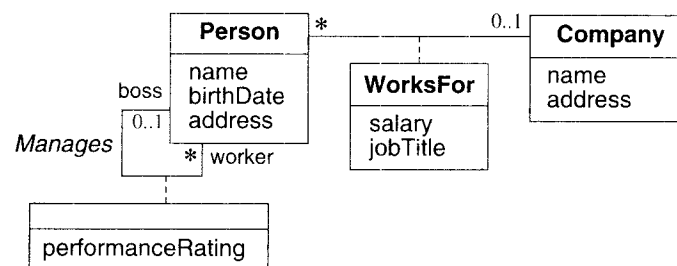 Person
name
birthDate
address
*
0..1
Company
name
address
WorksFor
salary
jobTitle
boss
0..1
Manages
*
worker
performanceRating